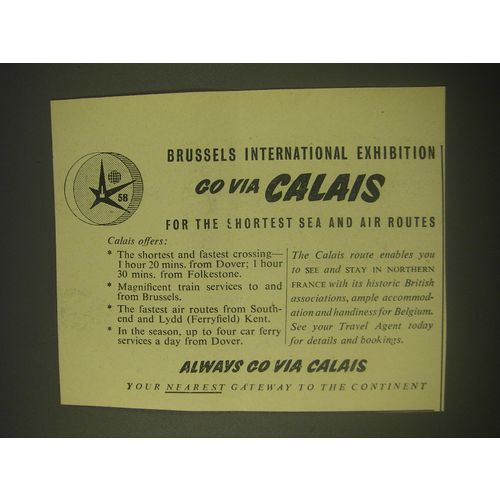 58
BRUSSELS INTERNATIONAL EXHIBITION
GO VIA CALAIS
FOR THE SHORTEST SEA AND AIR ROUTES
Calais offers:
* The shortest and fastest crossing—
1 hour 20 mins. from Dover; 1 hour
30 mins. from Folkestone.
* Magnificent train services to and
from Brussels.
* The fastest air routes from South-
end and Lydd (Ferryfield) Kent.
* In the season, up to four car ferry
services a day from Dover.
The Calais route enables you
to SEE and STAY IN NORTHERN
FRANCE with its historic British
associations, ample accommod-
ation and handiness for Belgium.
See your Travel Agent today
for details and bookings.
ALWAYS GO VIA CALAIS
YOUR NEAREST GATEWAY TO THE CONTINENT